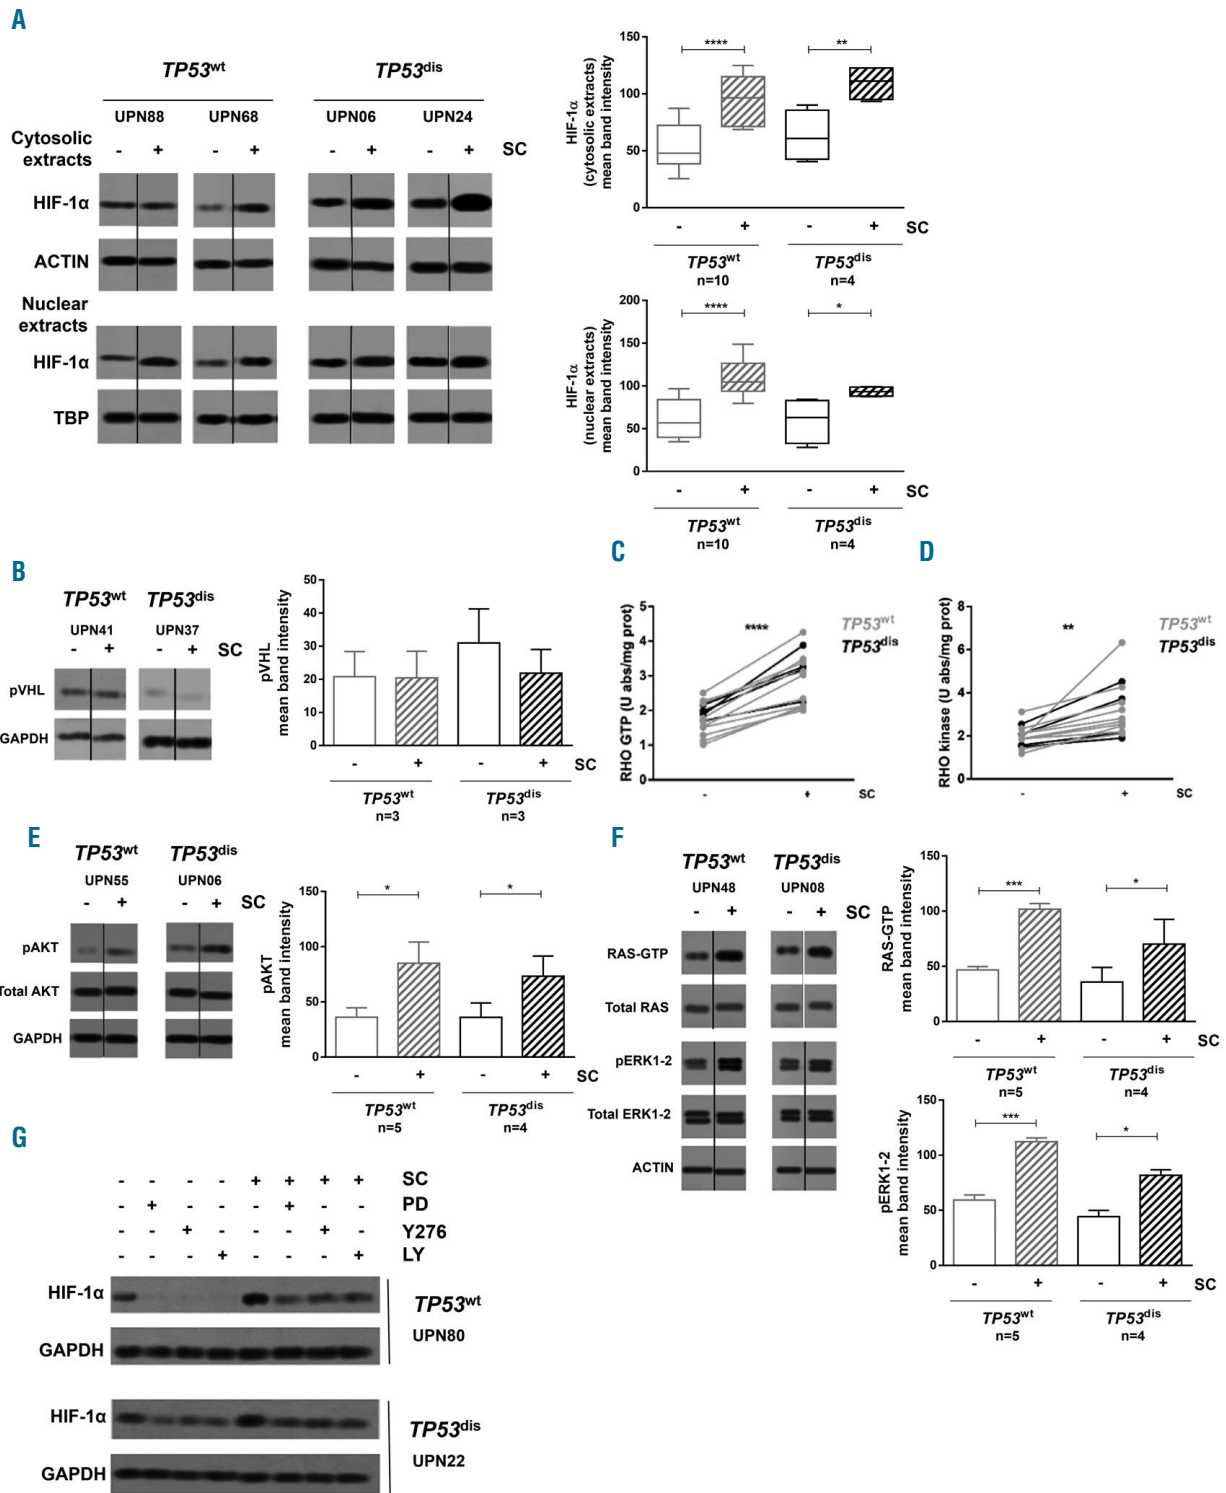 A
TP53wt TP53dis
UPN88 UPN68 UPN06 UPN24
Cytosolic extracts - + - + - + - + SC
HIF-1α
ACTIN
Nuclear extracts
HIF-1α
TBP
HIF-1α
(cytosolic extracts)
mean band intensity
150
100
50
0
**** **
- + - + SC
TP53wt TP53dis
n=10 n=4
HIF-1α
(nuclear extracts)
mean band intensity
200
150
100
50
0
**** *
- + - + SC
TP53wt TP53dis
n=10 n=4
B
TP53wt TP53dis
UPN41 UPN37
- + - + SC
pVHL
GAPDH
pVHL
mean band intensity
50
40
30
20
10
0
- + - + SC
TP53wt TP53dis
n=3 n=3
C
RHO GTP (U abs/mg prot)
5
4
3
2
1
0
****
TP53wt
TP53dis
- + SC
D
RHO kinase (U abs/mg prot)
8
6
4
2
0
**
TP53wt
TP53dis
- + SC
E
TP53wt TP53dis
UPN55 UPN06
- + - + SC
pAKT
Total AKT
GAPDH
pAKT
mean band intensity
150
100
50
0
* *
- + - + SC
TP53wt TP53dis
n=5 n=4
F
TP53wt TP53dis
UPN48 UPN08
- + - + SC
RAS-GTP
Total RAS
pERK1-2
Total ERK1-2
ACTIN
RAS-GTP
mean band intensity
150
100
50
0
*** *
- + - + SC
TP53wt TP53dis
n=5 n=4
pERK1-2
mean band intensity
150
100
50
0
*** *
- + - + SC
TP53wt TP53dis
n=5 n=4
G
- - - - + + + + SC
- + - - - + - - PD
- - + - - - + - Y276
- - - + - - - + LY
HIF-1α
GAPDH
TP53wt
UPN80
HIF-1α
GAPDH
TP53dis
UPN22